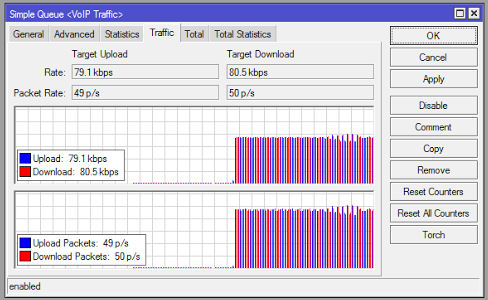 Simple Queue <VoIP Traffic>
General Advanced Statistics Traffic Total Total Statistics
Target Upload Target Download
Rate: 79.1 kbps 80.5 kbps
Packet Rate: 49 p/s 50 p/s
Upload: 79.1 kbps
Download: 80.5 kbps
Upload Packets: 49 p/s
Download Packets: 50 p/s
OK
Cancel
Apply
Disable
Comment
Copy
Remove
Reset Counters
Reset All Counters
Torch
enabled